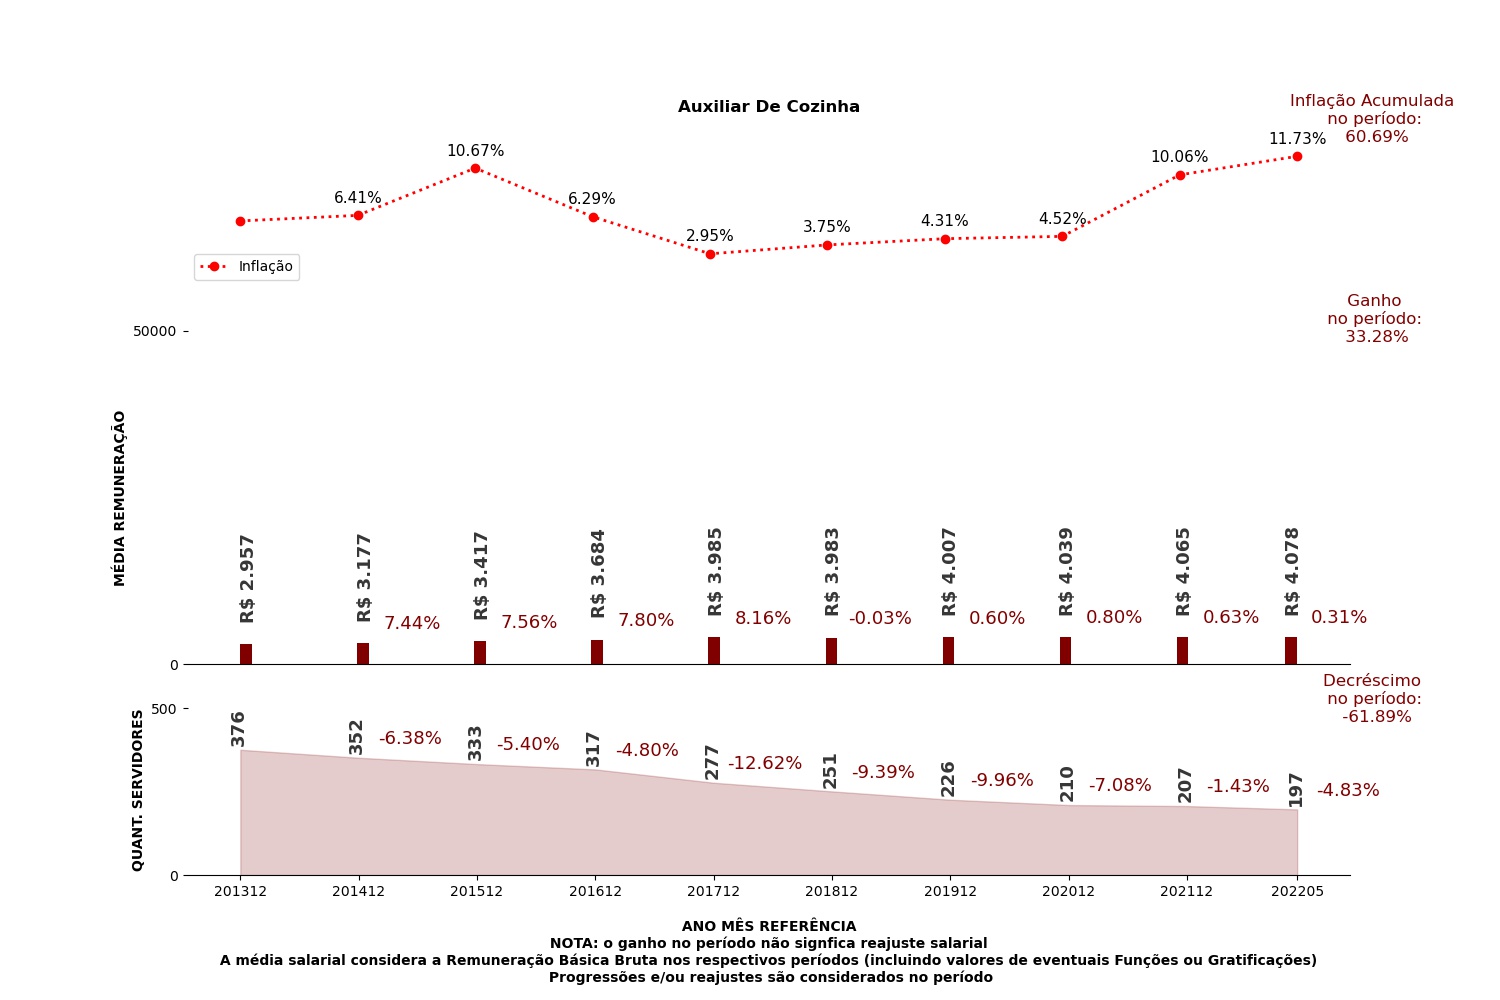 Auxiliar De Cozinha
Inflação Acumulada
no período:
60.69%
6.41%
10.67%
6.29%
2.95%
3.75%
4.31%
4.52%
10.06%
11.73%
Inflação
Ganho
no período:
33.28%
50000
0
MÉDIA REMUNERAÇÃO
R$ 2.957
R$ 3.177
R$ 3.417
R$ 3.684
R$ 3.985
R$ 3.983
R$ 4.007
R$ 4.039
R$ 4.065
R$ 4.078
7.44%
7.56%
7.80%
8.16%
-0.03%
0.60%
0.80%
0.63%
0.31%
Decréscimo
no período:
-61.89%
500
0
QUANT. SERVIDORES
376
352
333
317
277
251
226
210
207
197
-6.38%
-5.40%
-4.80%
-12.62%
-9.39%
-9.96%
-7.08%
-1.43%
-4.83%
201312 201412 201512 201612 201712 201812 201912 202012 202112 202205
ANO MÊS REFERÊNCIA
NOTA: o ganho no período não signfica reajuste salarial
A média salarial considera a Remuneração Básica Bruta nos respectivos períodos (incluindo valores de eventuais Funções ou Gratificações)
Progressões e/ou reajustes são considerados no período